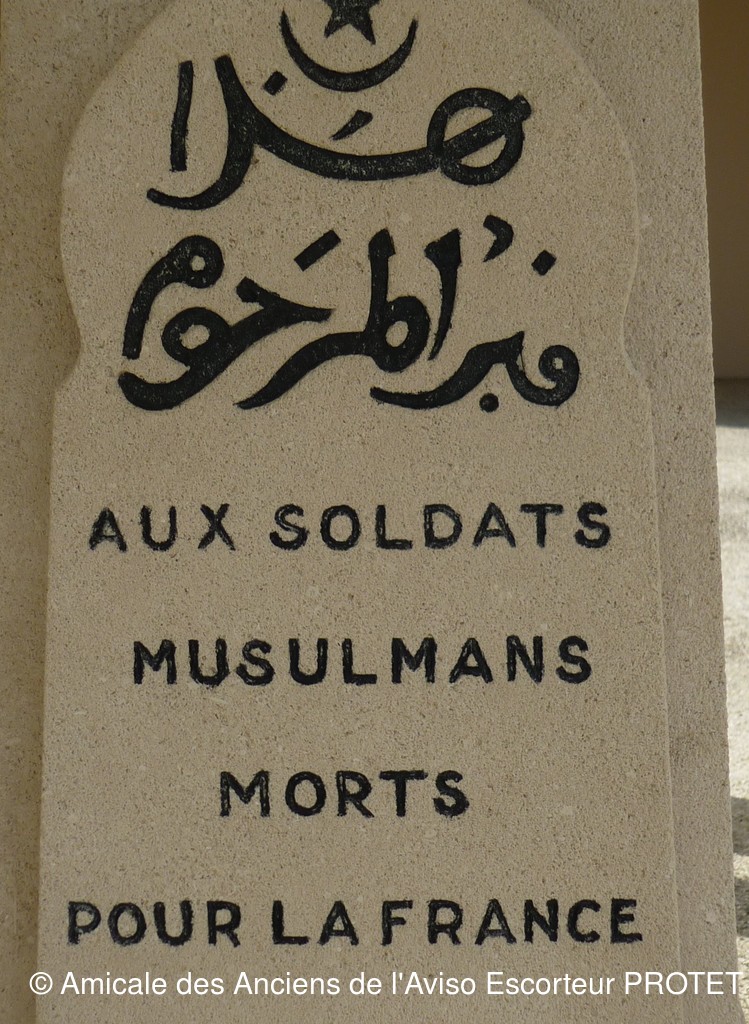 هذا
قبر المرحوم
AUX SOLDATS
MUSULMANS
MORTS
POUR LA FRANCE
© Amicale des Anciens de l'Aviso Escorteur PROTET